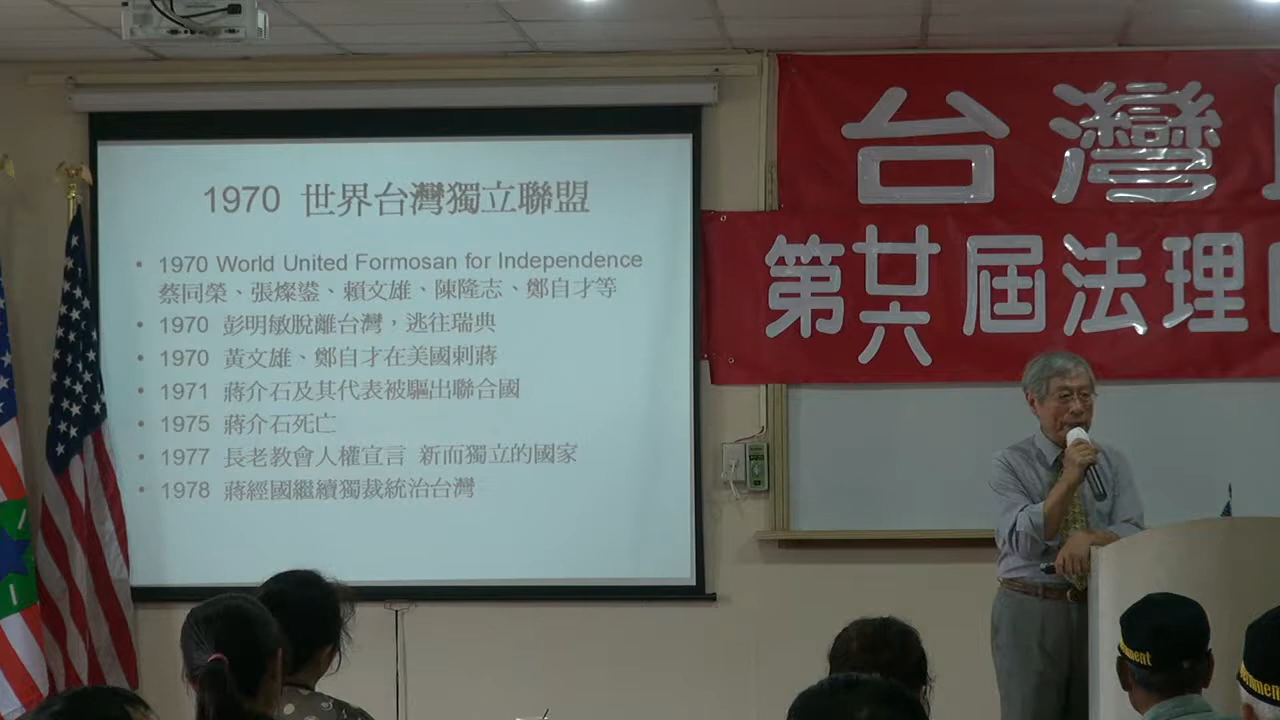 1970 世界台灣獨立聯盟
• 1970 World United Formosan for Independence
蔡同榮、張燦鍙、賴文雄、陳隆志、鄭自才等
• 1970 彭明敏脫離台灣，逃往瑞典
• 1970 黃文雄、鄭自才在美國刺蔣
• 1971 蔣介石及其代表被驅出聯合國
• 1975 蔣介石死亡
• 1977 長老教會人權宣言 新而獨立的國家
• 1978 蔣經國繼續獨裁統治台灣
台灣
第廿六屆法理